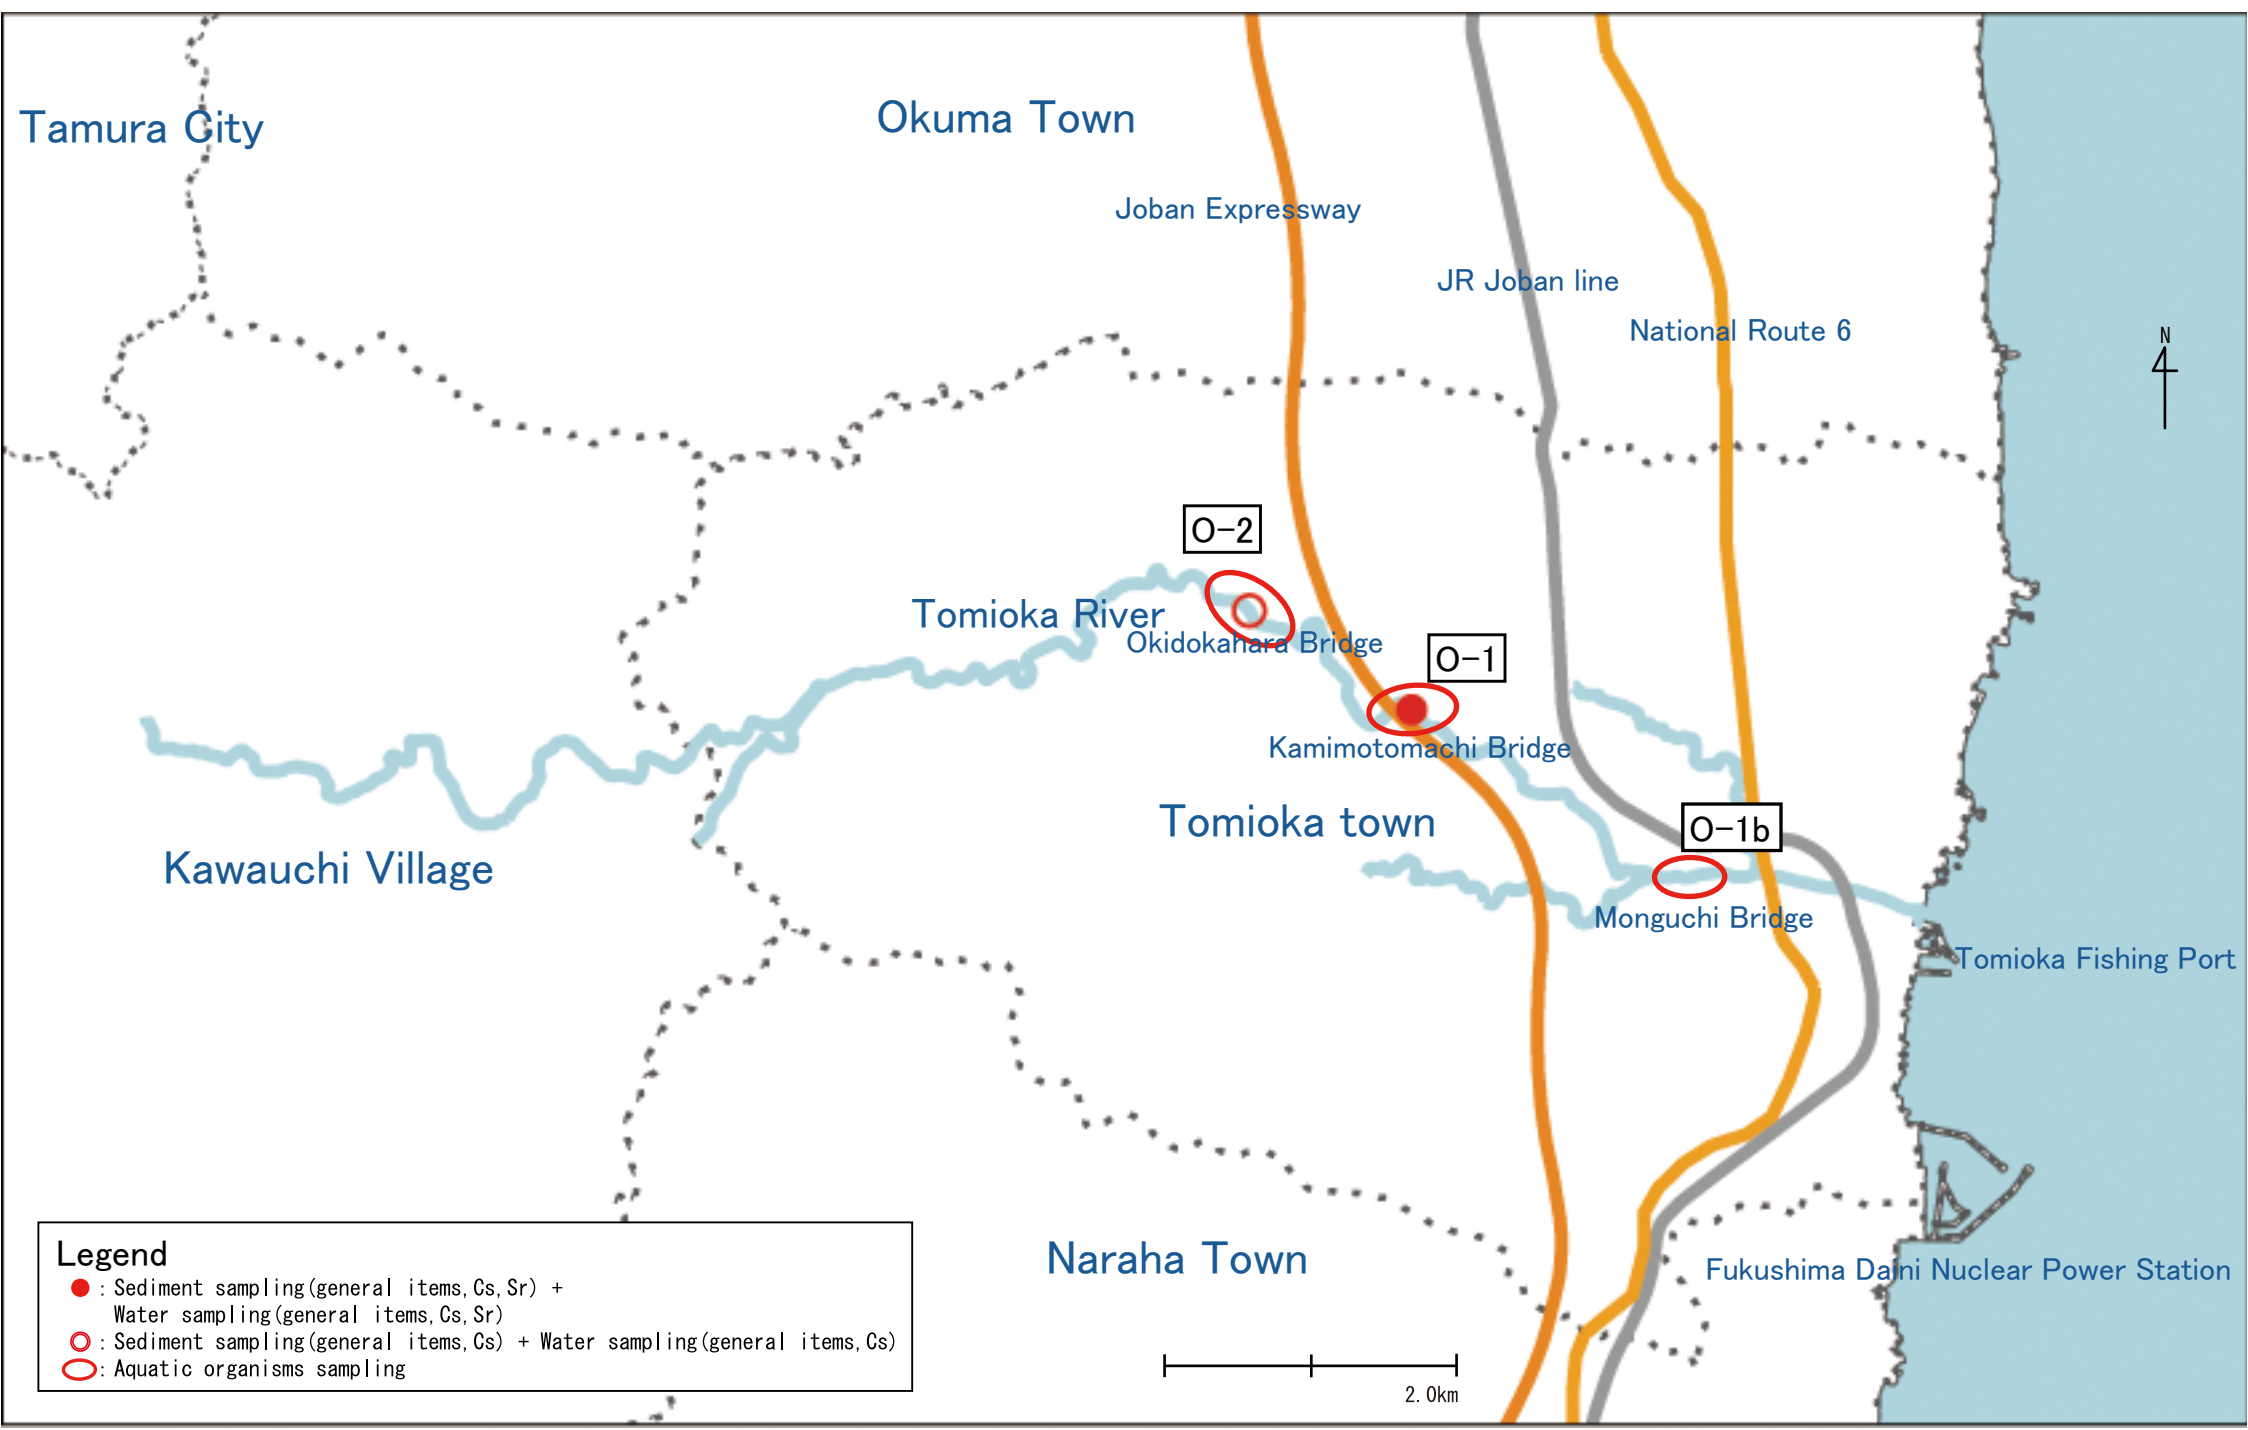 Tamura City
Okuma Town
Joban Expressway
JR Joban line
National Route 6
N
O-2
Tomioka River
Okidokahara Bridge
O-1
Kamimotomachi Bridge
Tomioka town
O-1b
Kawauchi Village
Monguchi Bridge
Tomioka Fishing Port
Naraha Town
Fukushima Daini Nuclear Power Station
Legend
: Sediment sampling(general items,Cs,Sr) +
Water sampling(general items,Cs,Sr)
: Sediment sampling(general items,Cs) + Water sampling(general items,Cs)
: Aquatic organisms sampling
2.0km